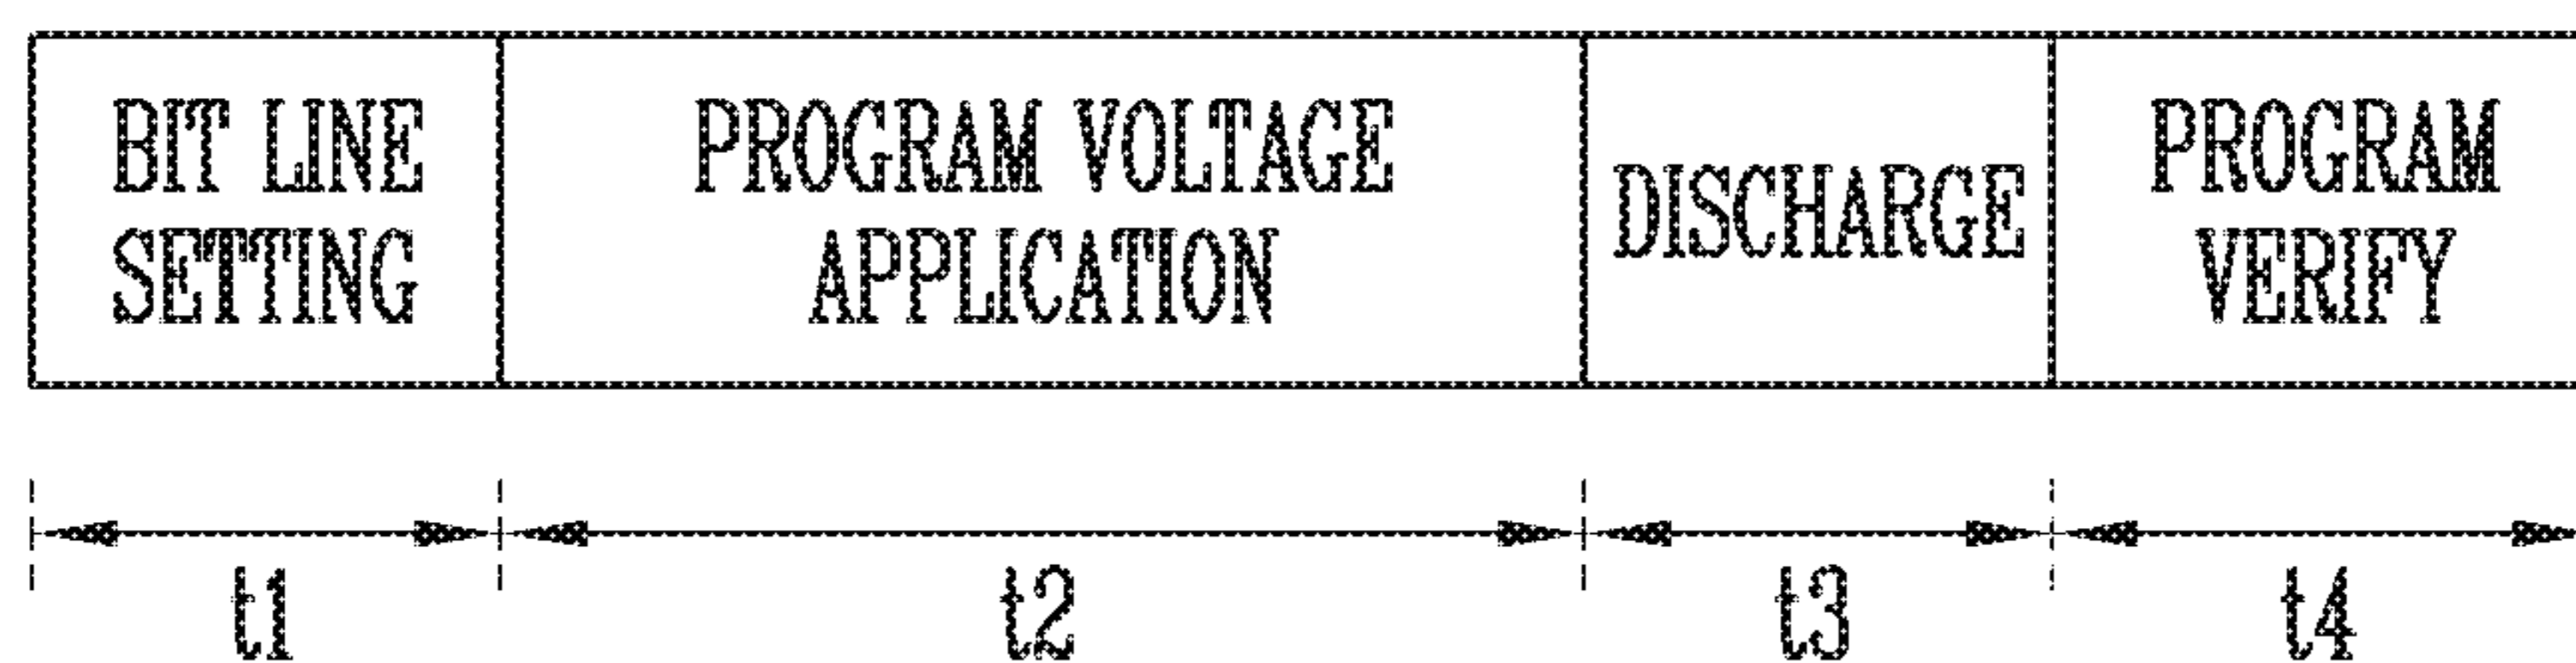 BIT LINE
SETTING
PROGRAM VOLTAGE
APPLICATION
DISCHARGE
PROGRAM
VERIFY
t1
t2
t3
t4